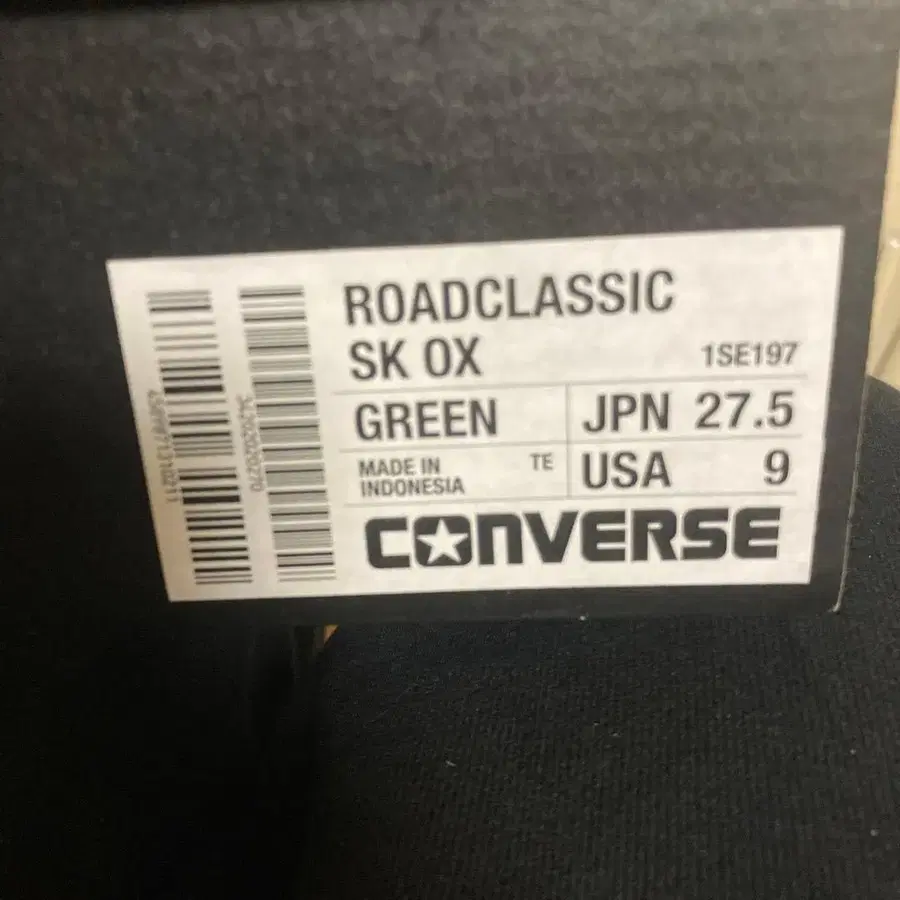 ROADCLASSIC
SK OX 1SE197
GREEN JPN 27.5
MADE IN INDONESIA TE USA 9
CONVERSE